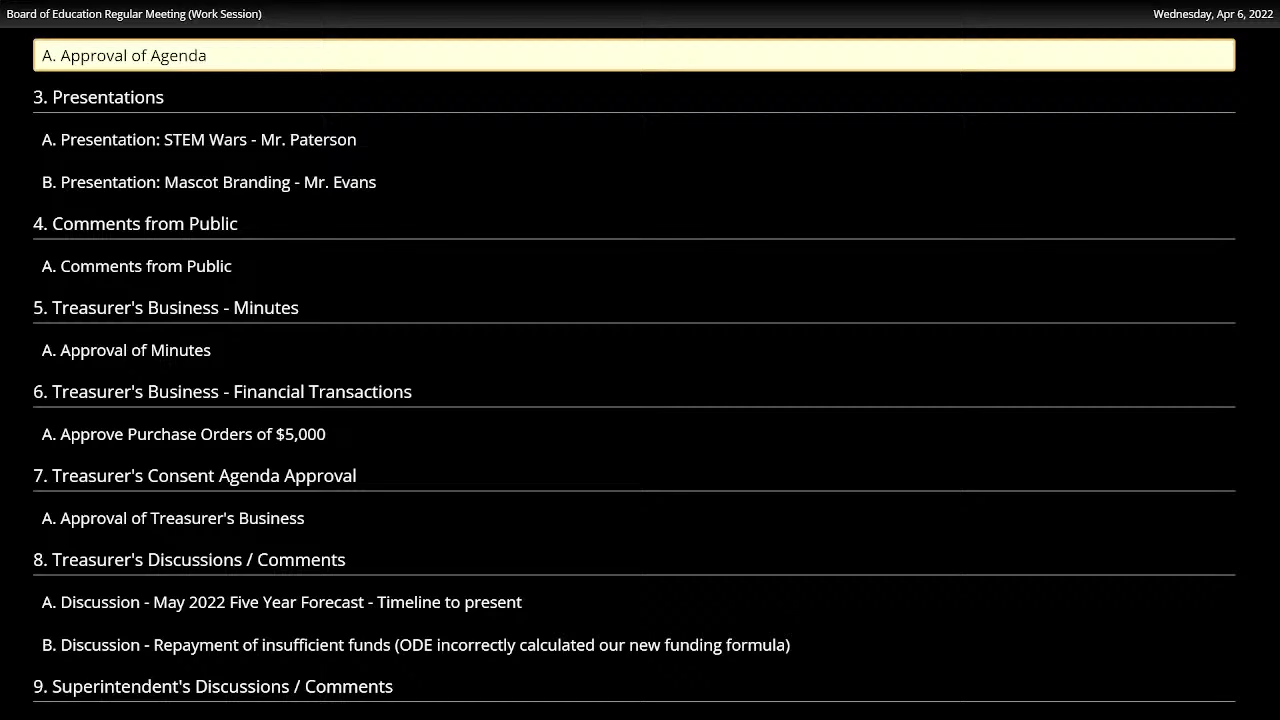 Board of Education Regular Meeting (Work Session)
Wednesday, Apr 6, 2022
A. Approval of Agenda
3. Presentations
A. Presentation: STEM Wars - Mr. Paterson
B. Presentation: Mascot Branding - Mr. Evans
4. Comments from Public
A. Comments from Public
5. Treasurer's Business - Minutes
A. Approval of Minutes
6. Treasurer's Business - Financial Transactions
A. Approve Purchase Orders of $5,000
7. Treasurer's Consent Agenda Approval
A. Approval of Treasurer's Business
8. Treasurer's Discussions / Comments
A. Discussion - May 2022 Five Year Forecast - Timeline to present
B. Discussion - Repayment of insufficient funds (ODE incorrectly calculated our new funding formula)
9. Superintendent's Discussions / Comments